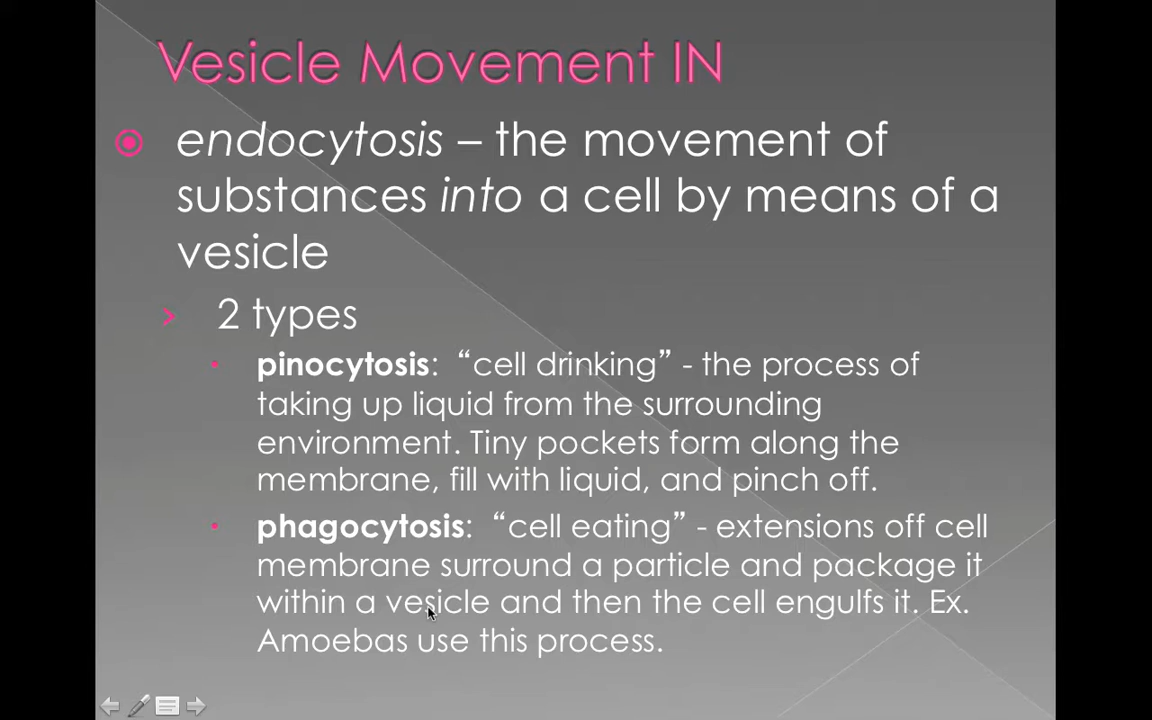 Vesicle Movement IN
endocytosis – the movement of
substances into a cell by means of a
vesicle
2 types
pinocytosis: “cell drinking” - the process of
taking up liquid from the surrounding
environment. Tiny pockets form along the
membrane, fill with liquid, and pinch off.
phagocytosis: “cell eating” - extensions off cell
membrane surround a particle and package it
within a vesicle and then the cell engulfs it. Ex.
Amoebas use this process.